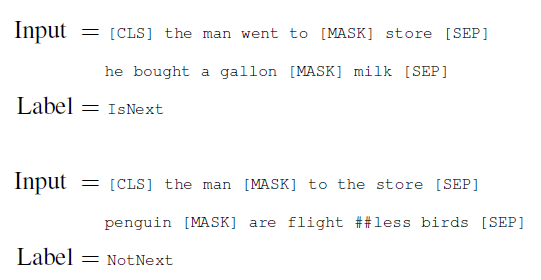 Input = [CLS] the man went to [MASK] store [SEP]
he bought a gallon [MASK] milk [SEP]
Label = IsNext
Input = [CLS] the man [MASK] to the store [SEP]
penguin [MASK] are flight ##less birds [SEP]
Label = NotNext